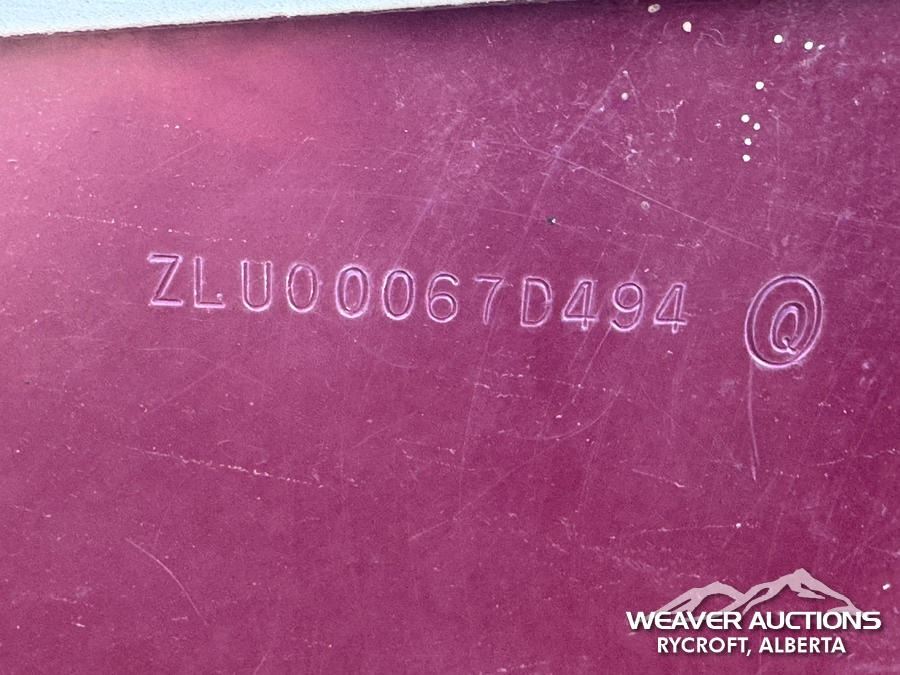 ZLU00067D494 Q
WEAVER AUCTIONS
RYCROFT, ALBERTA